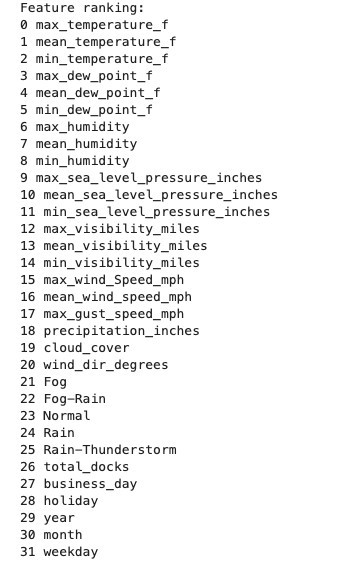 Feature ranking:
0 max_temperature_f
1 mean_temperature_f
2 min_temperature_f
3 max_dew_point_f
4 mean_dew_point_f
5 min_dew_point_f
6 max_humidity
7 mean_humidity
8 min_humidity
9 max_sea_level_pressure_inches
10 mean_sea_level_pressure_inches
11 min_sea_level_pressure_inches
12 max_visibility_miles
13 mean_visibility_miles
14 min_visibility_miles
15 max_wind_Speed_mph
16 mean_wind_speed_mph
17 max_gust_speed_mph
18 precipitation_inches
19 cloud_cover
20 wind_dir_degrees
21 Fog
22 Fog-Rain
23 Normal
24 Rain
25 Rain-Thunderstorm
26 total_docks
27 business_day
28 holiday
29 year
30 month
31 weekday